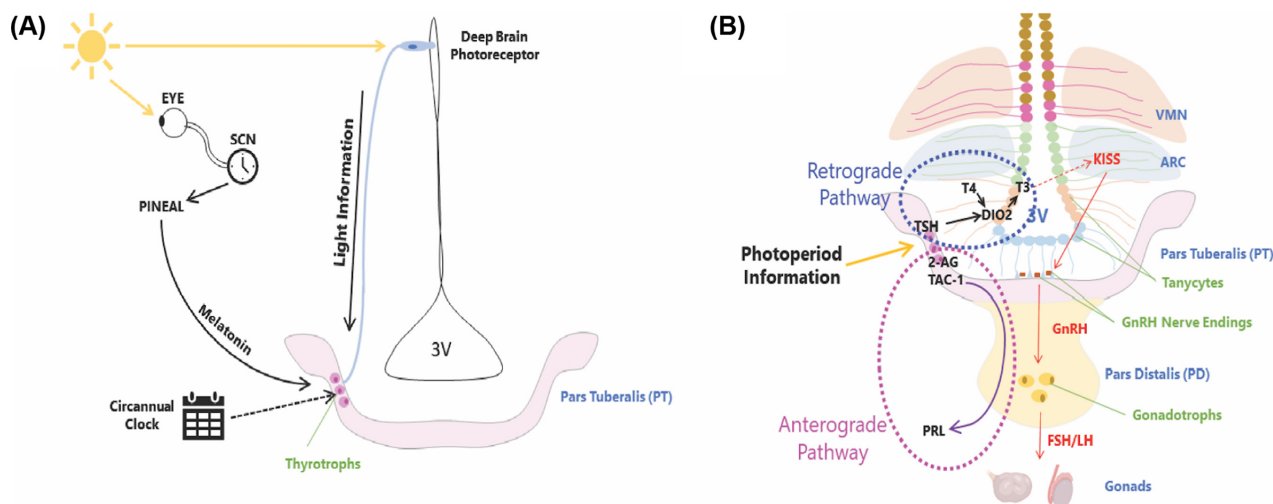 (A)
Deep Brain
Photoreceptor
EYE
SCN
PINEAL
Light Information
Melatonin
3V
Circannual
Clock
Pars Tuberalis (PT)
Thyrotrophs
(B)
VMN
ARC
KISS
Retrograde
Pathway
T4
T3
DIO2
3V
TSH
Photoperiod
Information
2-AG
TAC-1
Pars Tuberalis (PT)
Tanycytes
GnRH Nerve Endings
GnRH
Pars Distalis (PD)
Gonadotrophs
PRL
Anterograde
Pathway
FSH/LH
Gonads